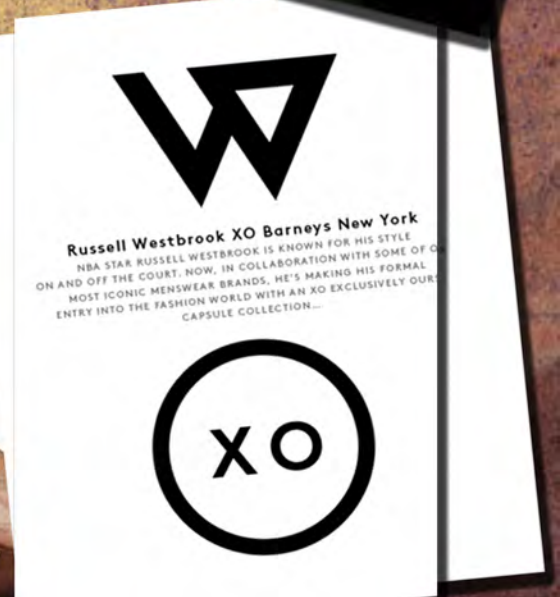 W
Russell Westbrook XO Barneys New York
NBA STAR RUSSELL WESTBROOK IS KNOWN FOR HIS STYLE
ON AND OFF THE COURT. NOW, IN COLLABORATION WITH SOME OF
MOST ICONIC MENSWEAR BRANDS, HE'S MAKING HIS FORMAL
ENTRY INTO THE FASHION WORLD WITH AN XO EXCLUSIVELY OURS
CAPSULE COLLECTION...
XO